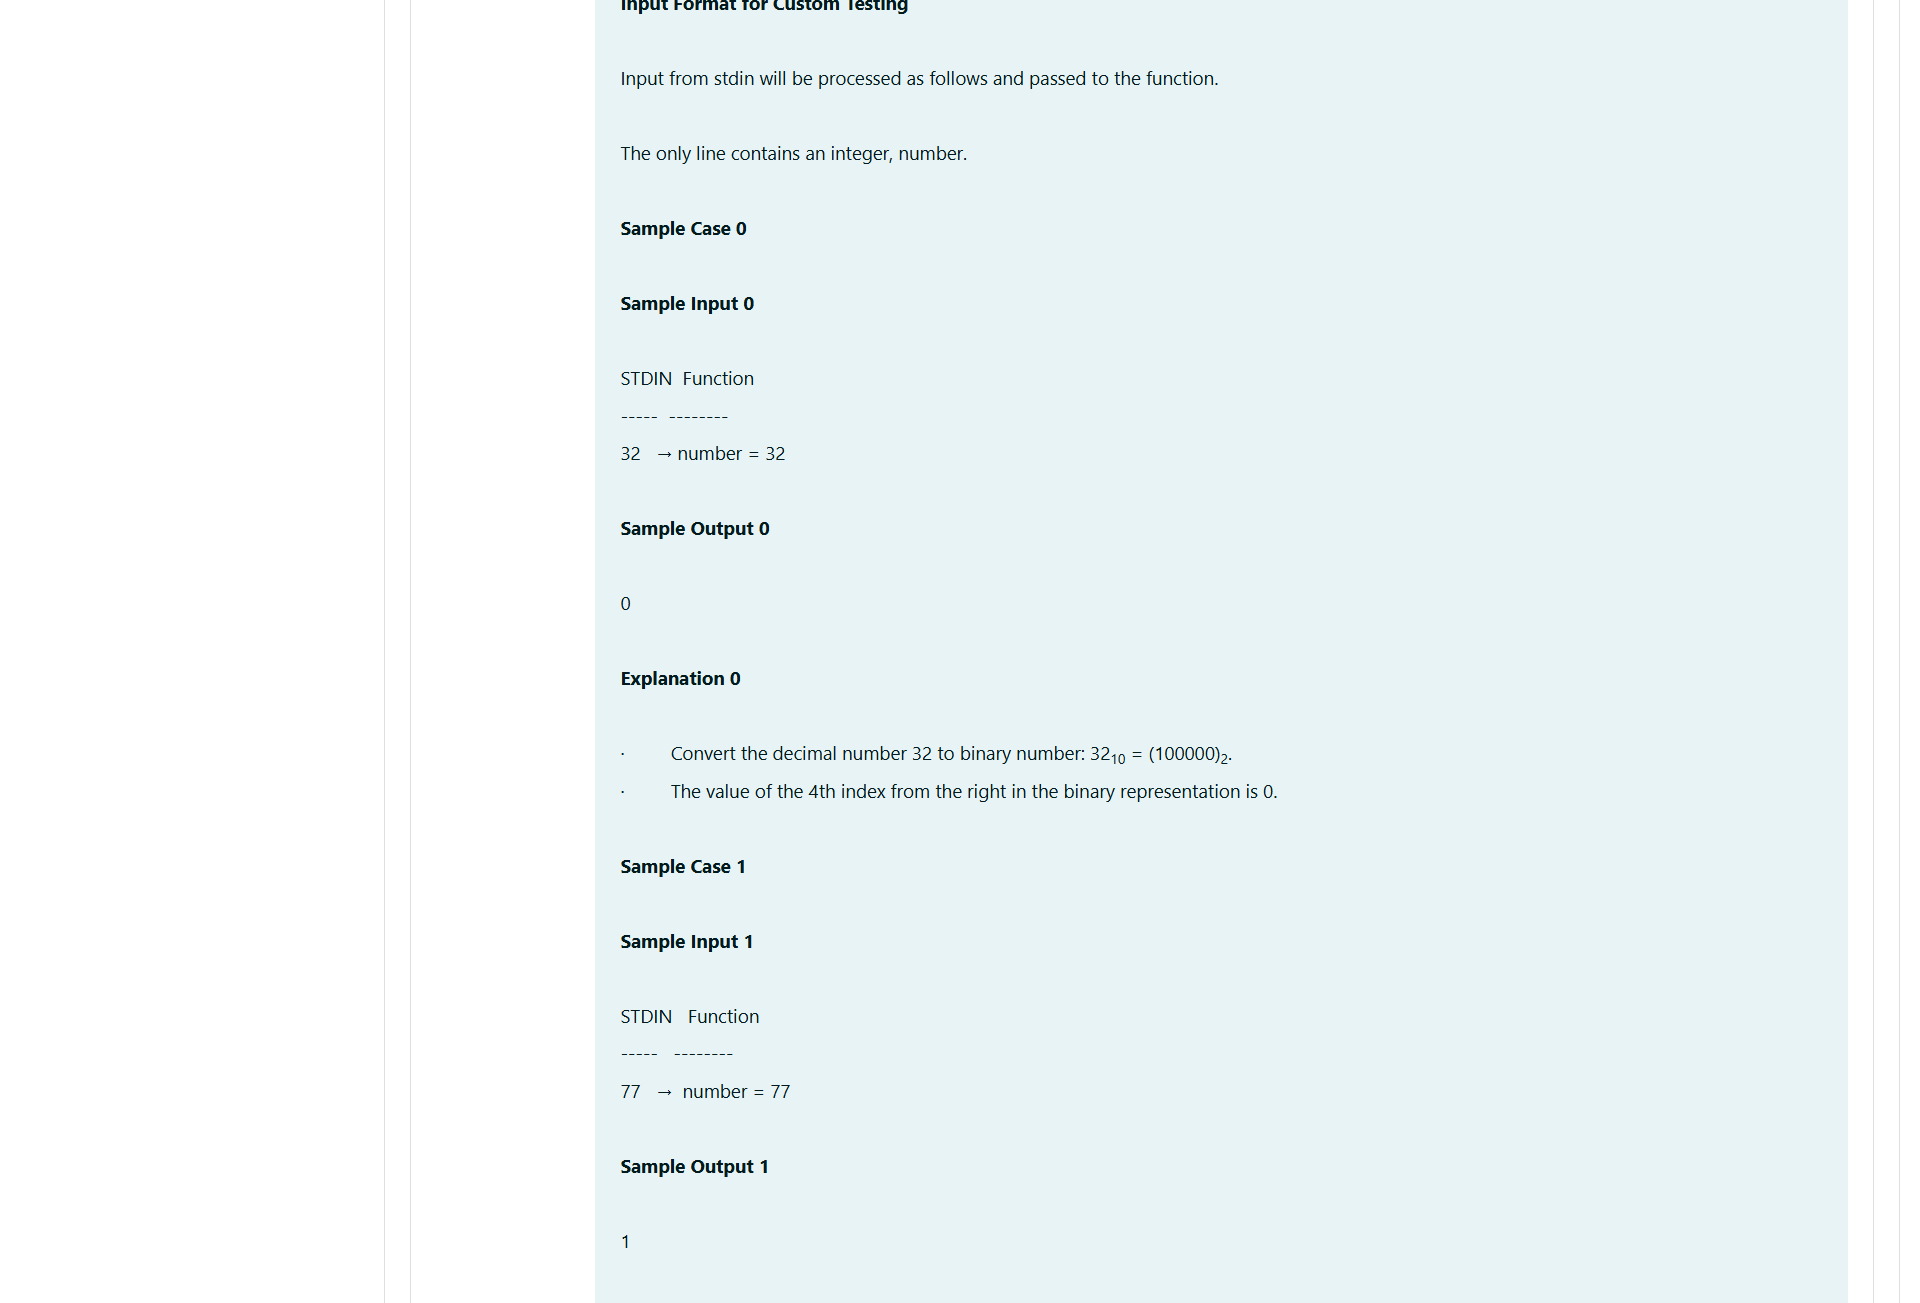 Input Format for Custom Testing
Input from stdin will be processed as follows and passed to the function.
The only line contains an integer, number.
Sample Case 0
Sample Input 0
STDIN Function
----- --------
32 → number = 32
Sample Output 0
0
Explanation 0
· Convert the decimal number 32 to binary number: 32₁₀ = (100000)₂.
· The value of the 4th index from the right in the binary representation is 0.
Sample Case 1
Sample Input 1
STDIN Function
----- --------
77 → number = 77
Sample Output 1
1